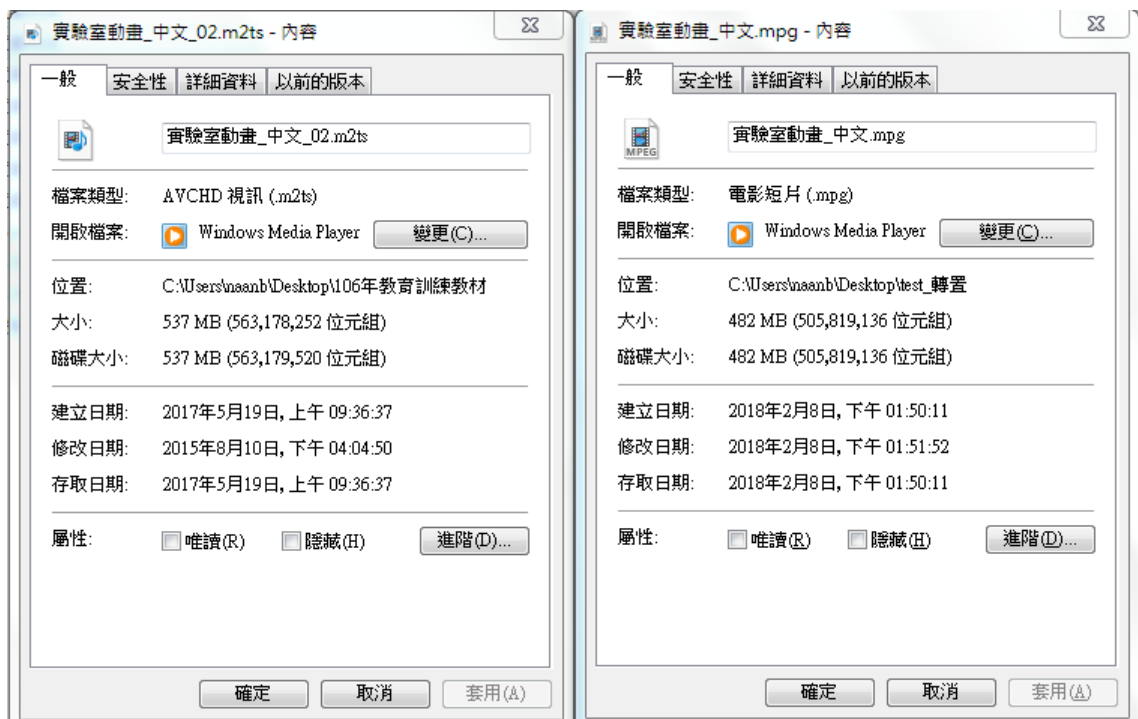 實驗室動畫_中文_02.m2ts - 內容
一般 安全性 詳細資料 以前的版本
實驗室動畫_中文_02.m2ts
檔案類型: AVCHD 視訊 (.m2ts)
開啟檔案: Windows Media Player 變更(C)...
位置: C:\Users\naanb\Desktop\106年教育訓練教材
大小: 537 MB (563,178,252 位元組)
磁碟大小: 537 MB (563,179,520 位元組)
建立日期: 2017年5月19日, 上午 09:36:37
修改日期: 2015年8月10日, 下午 04:04:50
存取日期: 2017年5月19日, 上午 09:36:37
屬性: 唯讀(R) 隱藏(H) 進階(D)...
確定 取消 套用(A)
實驗室動畫_中文.mpg - 內容
一般 安全性 詳細資料 以前的版本
MPEG
實驗室動畫_中文.mpg
檔案類型: 電影短片 (.mpg)
開啟檔案: Windows Media Player 變更(C)...
位置: C:\Users\naanb\Desktop\test_轉置
大小: 482 MB (505,819,136 位元組)
磁碟大小: 482 MB (505,819,136 位元組)
建立日期: 2018年2月8日, 下午 01:50:11
修改日期: 2018年2月8日, 下午 01:51:52
存取日期: 2018年2月8日, 下午 01:50:11
屬性: 唯讀(R) 隱藏(H) 進階(D)...
確定 取消 套用(A)